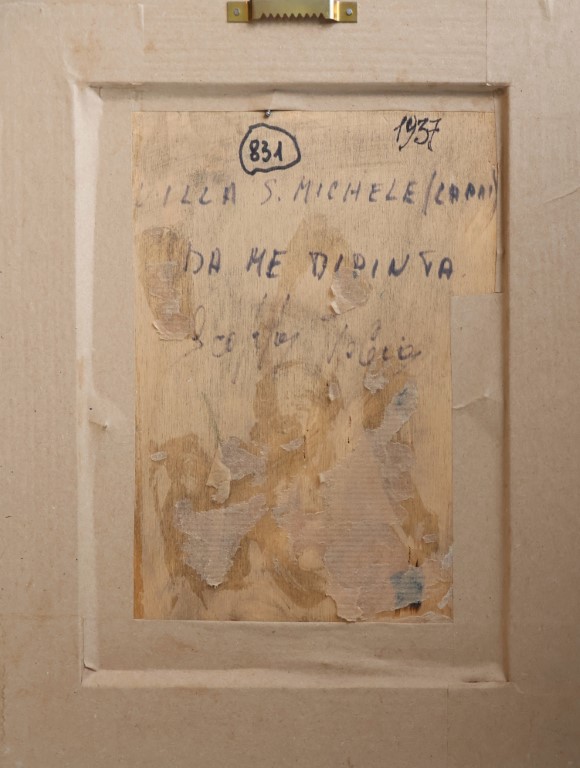 1937
831
VILLA S. MICHELE (CAPRI)
DA ME DIPINTA